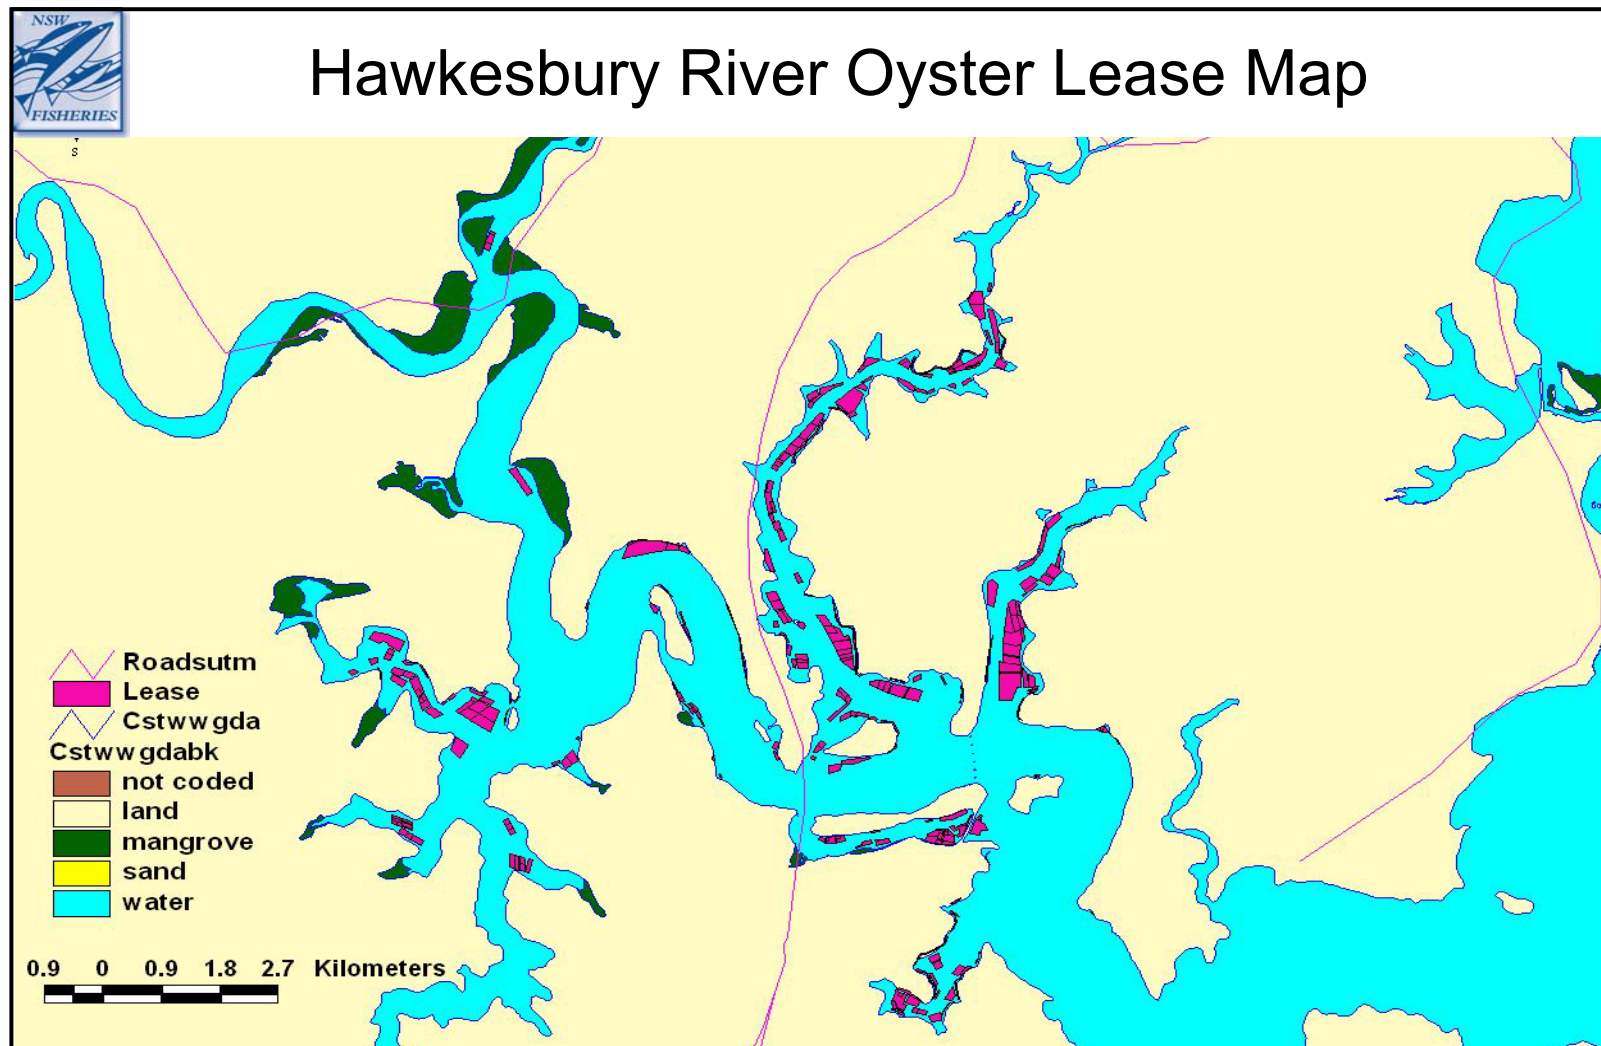 NSW
FISHERIES
Hawkesbury River Oyster Lease Map
S
Roadsutm
Lease
Cstwwgda
Cstwwgdabk
not coded
land
mangrove
sand
water
0.9 0 0.9 1.8 2.7 Kilometers